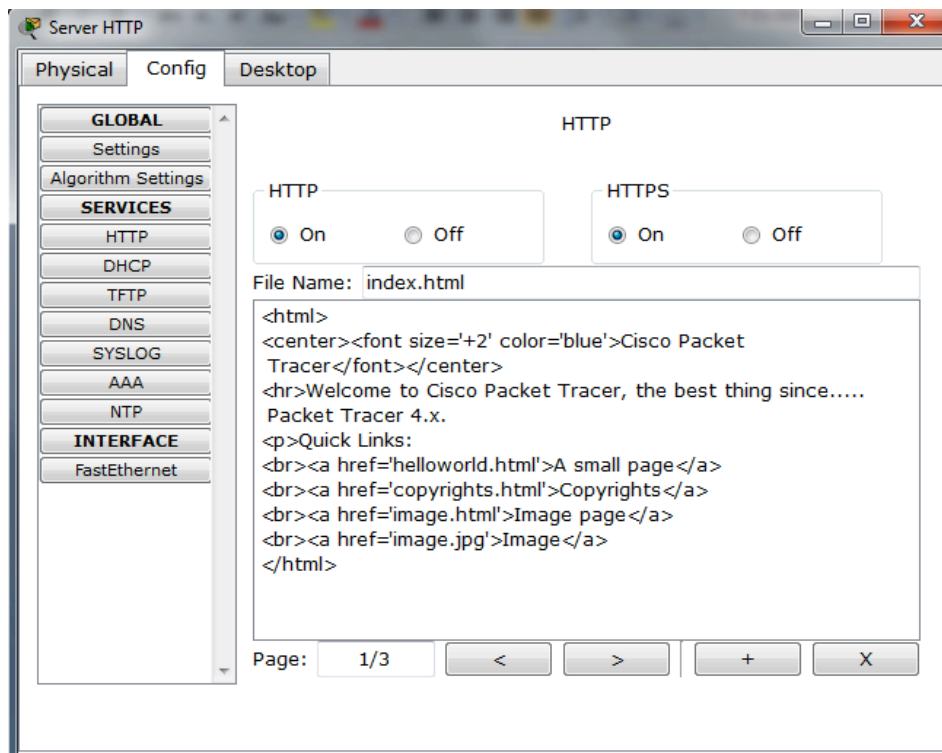 Server HTTP
Physical Config Desktop
GLOBAL
Settings
Algorithm Settings
SERVICES
HTTP
DHCP
TFTP
DNS
SYSLOG
AAA
NTP
INTERFACE
FastEthernet
HTTP
HTTP
On Off
HTTPS
On Off
File Name: index.html
<html>
<center><font size='+2' color='blue'>Cisco Packet
Tracer</font></center>
<hr>Welcome to Cisco Packet Tracer, the best thing since.....
Packet Tracer 4.x.
<p>Quick Links:
<br><a href='helloworld.html'>A small page</a>
<br><a href='copyrights.html'>Copyrights</a>
<br><a href='image.html'>Image page</a>
<br><a href='image.jpg'>Image</a>
</html>
Page: 1/3 < > + X